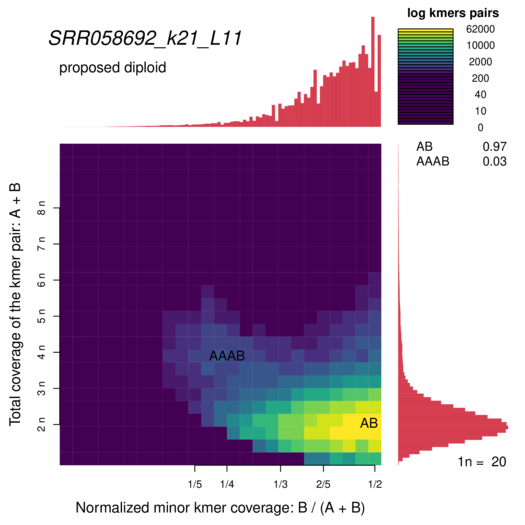 SRR058692_k21_L11
proposed diploid
log kmers pairs
62000
10000
2000
200
40
10
0
AB 0.97
AAAB 0.03
Total coverage of the kmer pair: A + B
8 n
7 n
6 n
5 n
4 n
3 n
2 n
AAAB
AB
1n = 20
1/5 1/4 1/3 2/5 1/2
Normalized minor kmer coverage: B / (A + B)